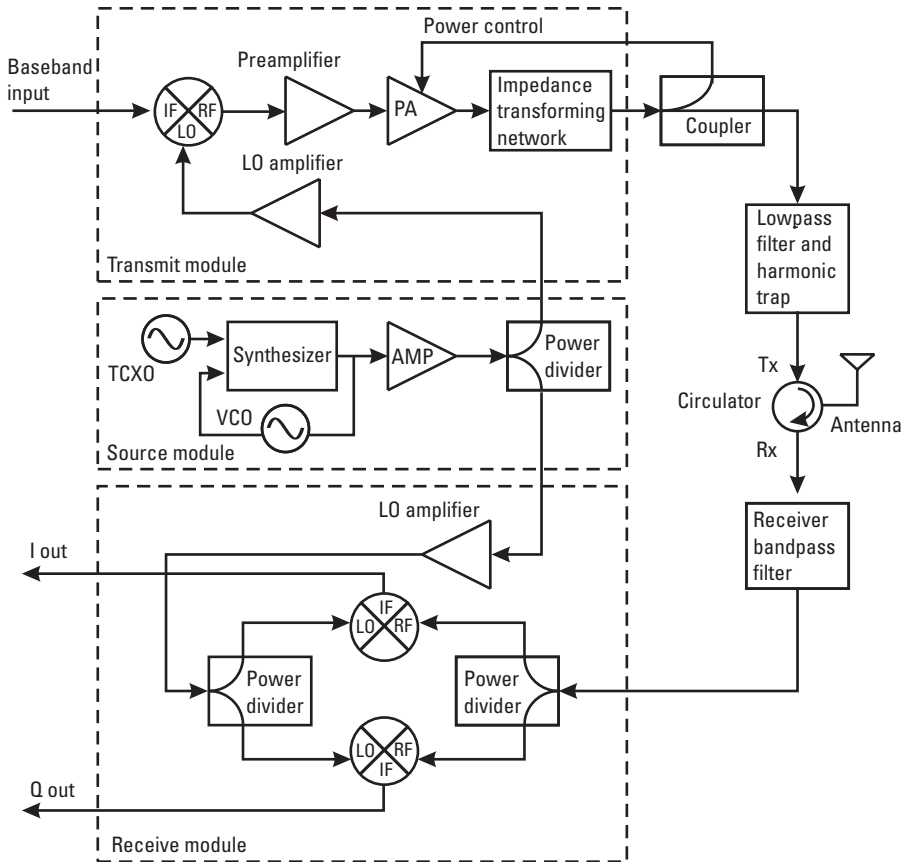 Power control
Baseband
input
Preamplifier
IF RF
LO
PA
Impedance
transforming
network
Coupler
LO amplifier
Transmit module
Lowpass
filter and
harmonic
trap
TCXO
Synthesizer
AMP
Power
divider
VCO
Source module
Tx
Circulator
Antenna
Rx
LO amplifier
Receiver
bandpass
filter
I out
IF
LO RF
Power
divider
Power
divider
LO RF
IF
Q out
Receive module